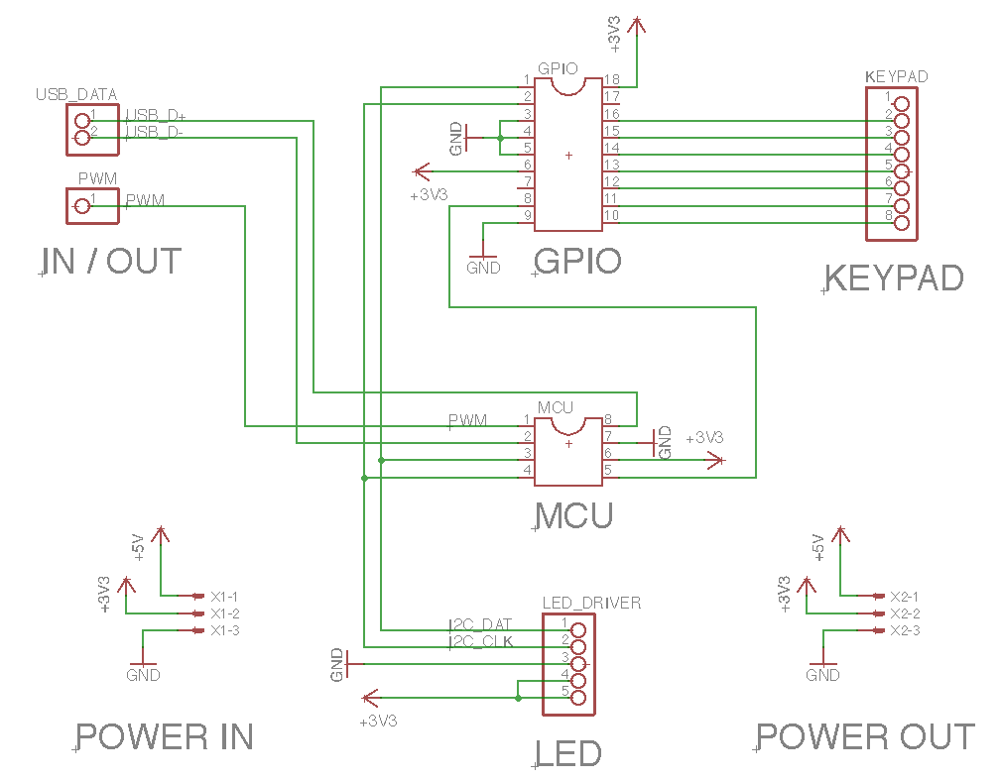 USB_DATA
1 USB_D+
2 USB_D-
PWM
1 PWM
IN / OUT
+3V3
GPIO
1 18
2 17
3 16
4 15
5 14
6 13
7 12
8 11
9 10
GND
+3V3
GND
GPIO
KEYPAD
1
2
3
4
5
6
7
8
KEYPAD
MCU
PWM 1 8
2 7
3 6
4 5
GND
+3V3
MCU
+5V
+3V3
X1-1
X1-2
X1-3
GND
POWER IN
LED_DRIVER
I2C_DAT 1
I2C_CLK 2
GND 3
4
5
+3V3
LED
+5V
+3V3
X2-1
X2-2
X2-3
GND
POWER OUT